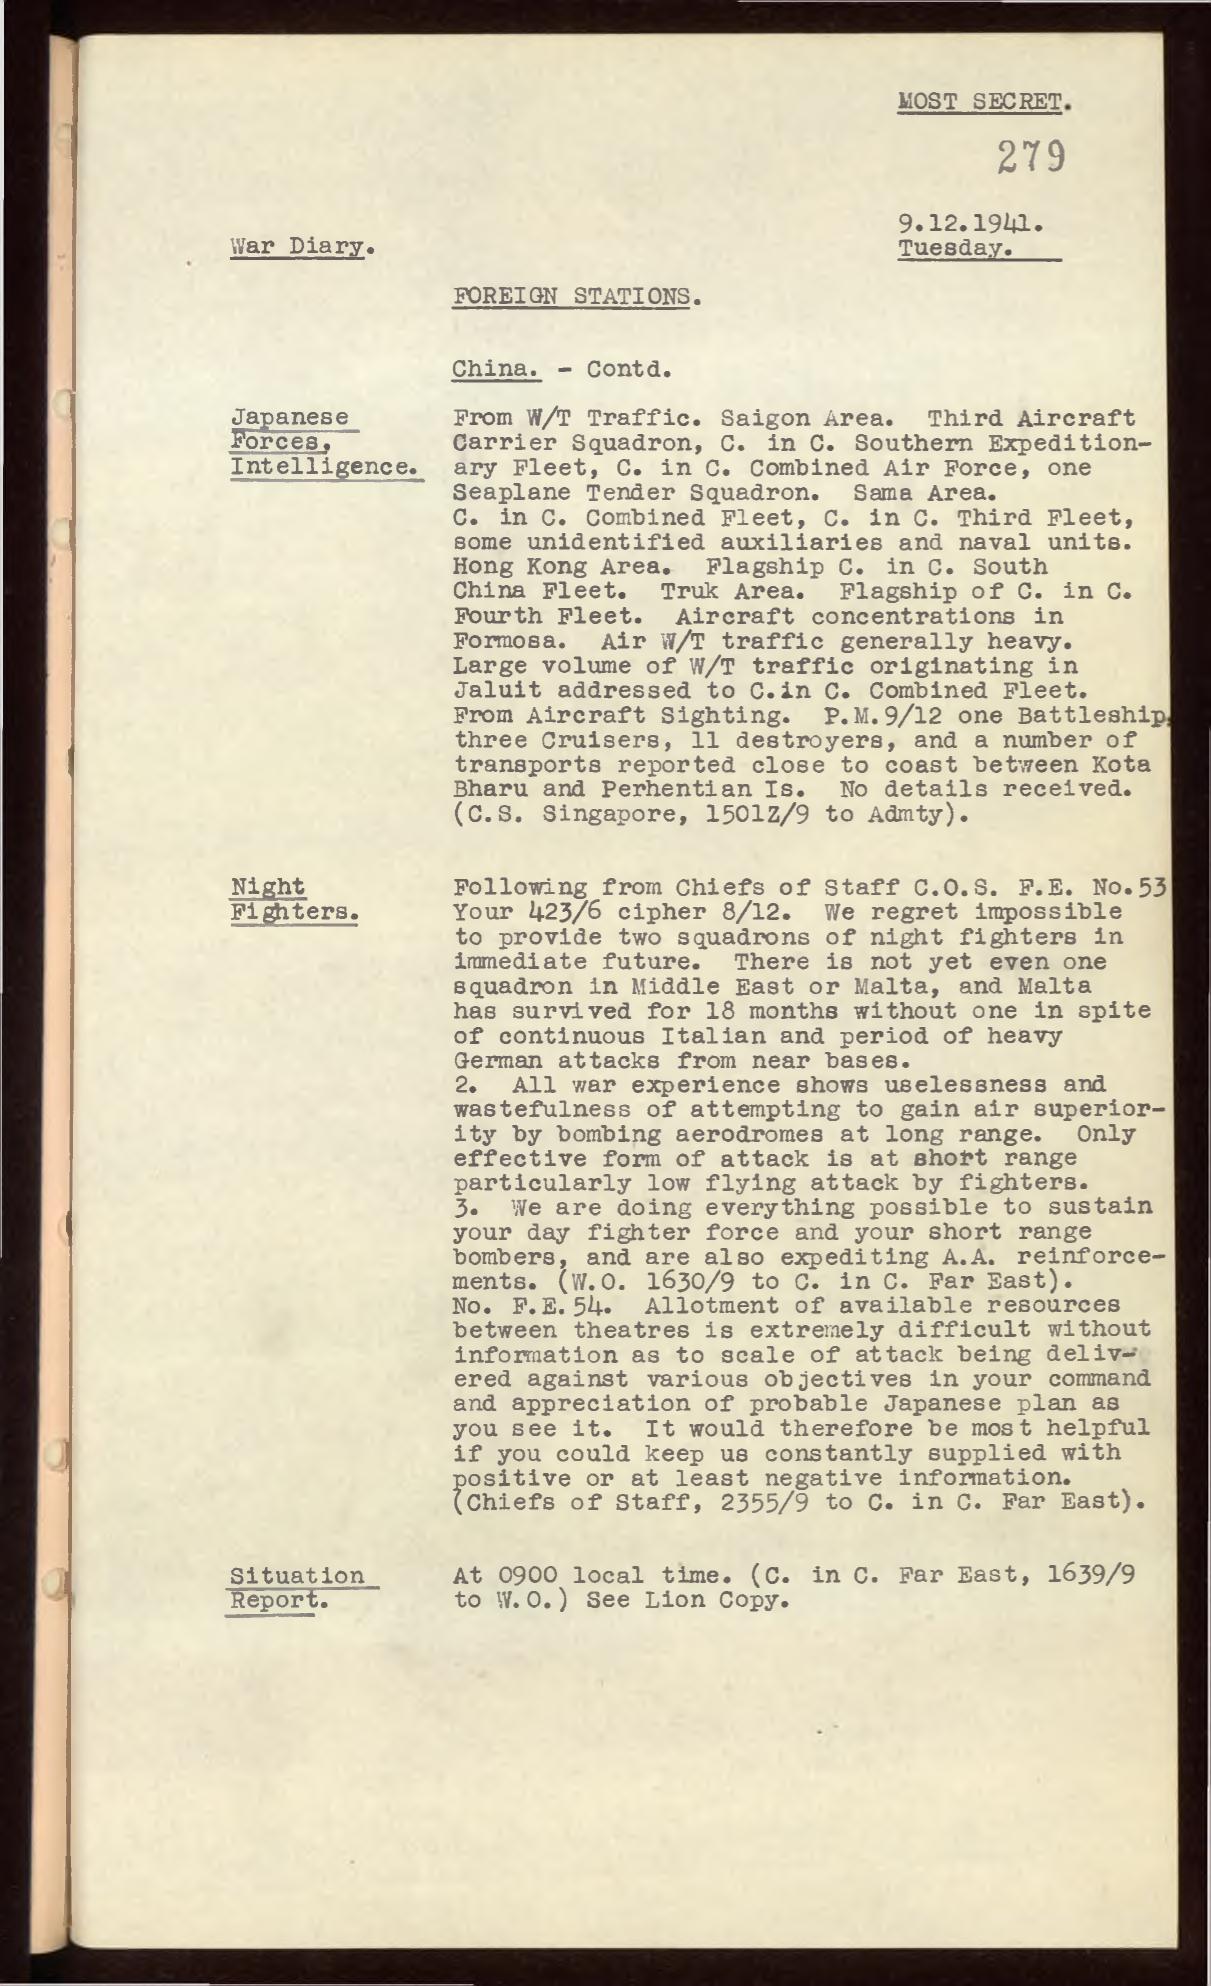 MOST SECRET.
279
9.12.1941.
War Diary.
Tuesday.
FOREIGN STATIONS.
China. - Contd.
Japanese
Forces,
Intelligence.
From W/T Traffic. Saigon Area. Third Aircraft
Carrier Squadron, C. in C. Southern Expedition-
ary Fleet, C. in C. Combined Air Force, one
Seaplane Tender Squadron. Sama Area.
C. in C. Combined Fleet, C. in C. Third Fleet,
some unidentified auxiliaries and naval units.
Hong Kong Area. Flagship C. in C. South
China Fleet. Truk Area. Flagship of C. in C.
Fourth Fleet. Aircraft concentrations in
Formosa. Air W/T traffic generally heavy.
Large volume of W/T traffic originating in
Jaluit addressed to C.in C. Combined Fleet.
From Aircraft Sighting. P.M.9/12 one Battleship,
three Cruisers, 11 destroyers, and a number of
transports reported close to coast between Kota
Bharu and Perhentian Is. No details received.
(C.S. Singapore, 1501Z/9 to Admty).
Night
Fighters.
Following from Chiefs of Staff C.O.S. F.E. No.53
Your 423/6 cipher 8/12. We regret impossible
to provide two squadrons of night fighters in
immediate future. There is not yet even one
squadron in Middle East or Malta, and Malta
has survived for 18 months without one in spite
of continuous Italian and period of heavy
German attacks from near bases.
2. All war experience shows uselessness and
wastefulness of attempting to gain air superior-
ity by bombing aerodromes at long range. Only
effective form of attack is at short range
particularly low flying attack by fighters.
3. We are doing everything possible to sustain
your day fighter force and your short range
bombers, and are also expediting A.A. reinforce-
ments. (W.O. 1630/9 to C. in C. Far East).
No. F.E.54. Allotment of available resources
between theatres is extremely difficult without
information as to scale of attack being deliv-
ered against various objectives in your command
and appreciation of probable Japanese plan as
you see it. It would therefore be most helpful
if you could keep us constantly supplied with
positive or at least negative information.
(Chiefs of Staff, 2355/9 to C. in C. Far East).
Situation
Report.
At 0900 local time. (C. in C. Far East, 1639/9
to W.O.) See Lion Copy.